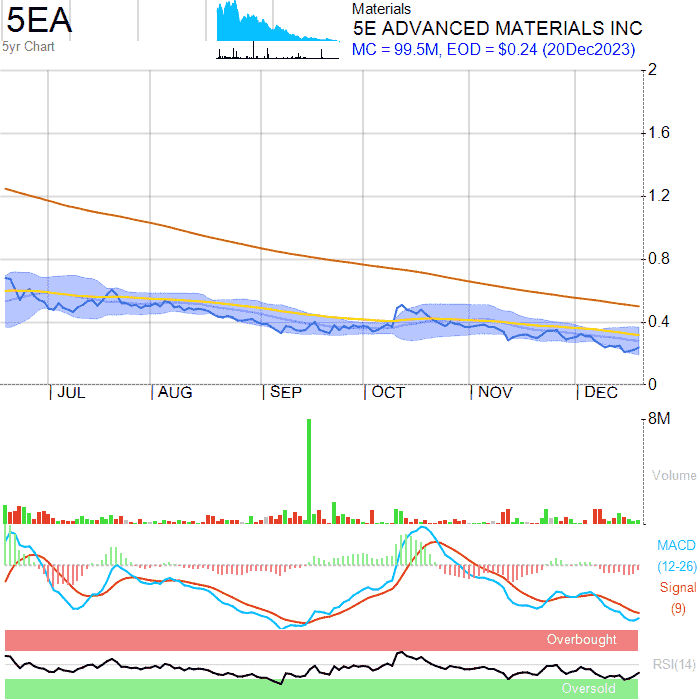 5EA
5yr Chart
Materials
5E ADVANCED MATERIALS INC
MC = 99.5M, EOD = $0.24 (20Dec2023)
2
1.6
1.2
0.8
0.4
0
JUL AUG SEP OCT NOV DEC
8M
Volume
MACD
(12-26)
Signal
(9)
Overbought
RSI(14)
Oversold